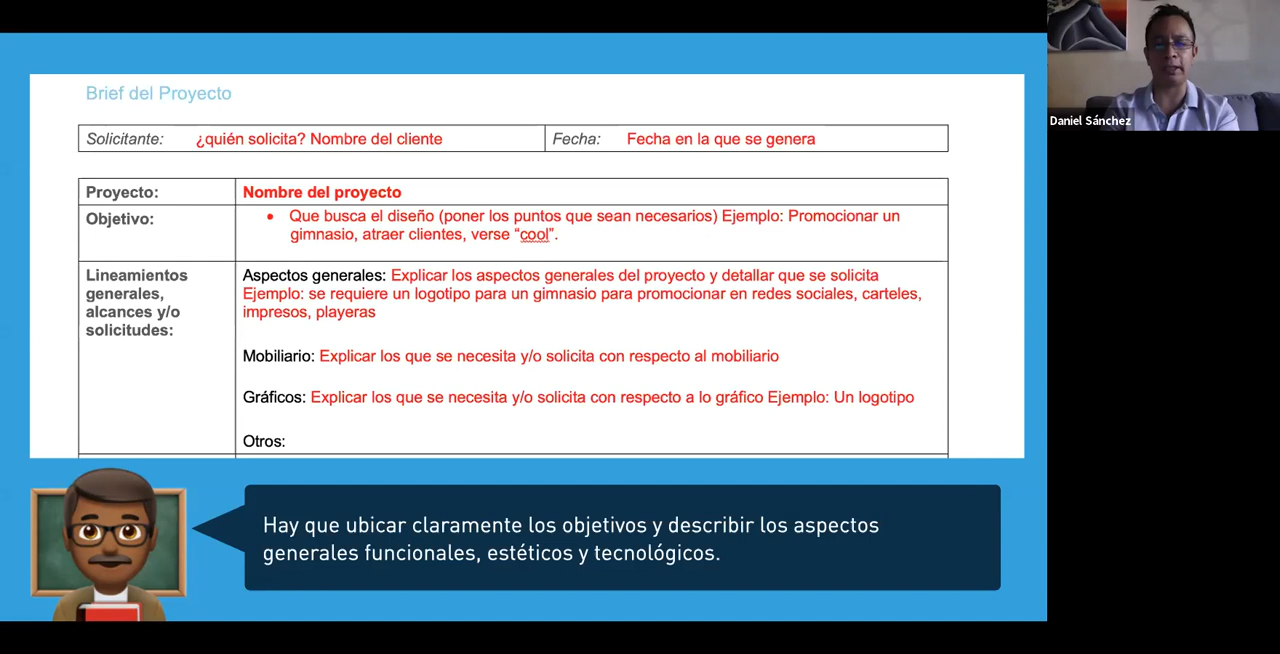 Brief del Proyecto
Solicitante: ¿quién solicita? Nombre del cliente Fecha: Fecha en la que se genera
Proyecto: Nombre del proyecto
Objetivo: • Que busca el diseño (poner los puntos que sean necesarios) Ejemplo: Promocionar un
gimnasio, atraer clientes, verse “cool”.
Lineamientos
generales,
alcances y/o
solicitudes:
Aspectos generales: Explicar los aspectos generales del proyecto y detallar que se solicita
Ejemplo: se requiere un logotipo para un gimnasio para promocionar en redes sociales, carteles,
impresos, playeras
Mobiliario: Explicar los que se necesita y/o solicita con respecto al mobiliario
Gráficos: Explicar los que se necesita y/o solicita con respecto a lo gráfico Ejemplo: Un logotipo
Otros:
Hay que ubicar claramente los objetivos y describir los aspectos
generales funcionales, estéticos y tecnológicos.
Daniel Sánchez